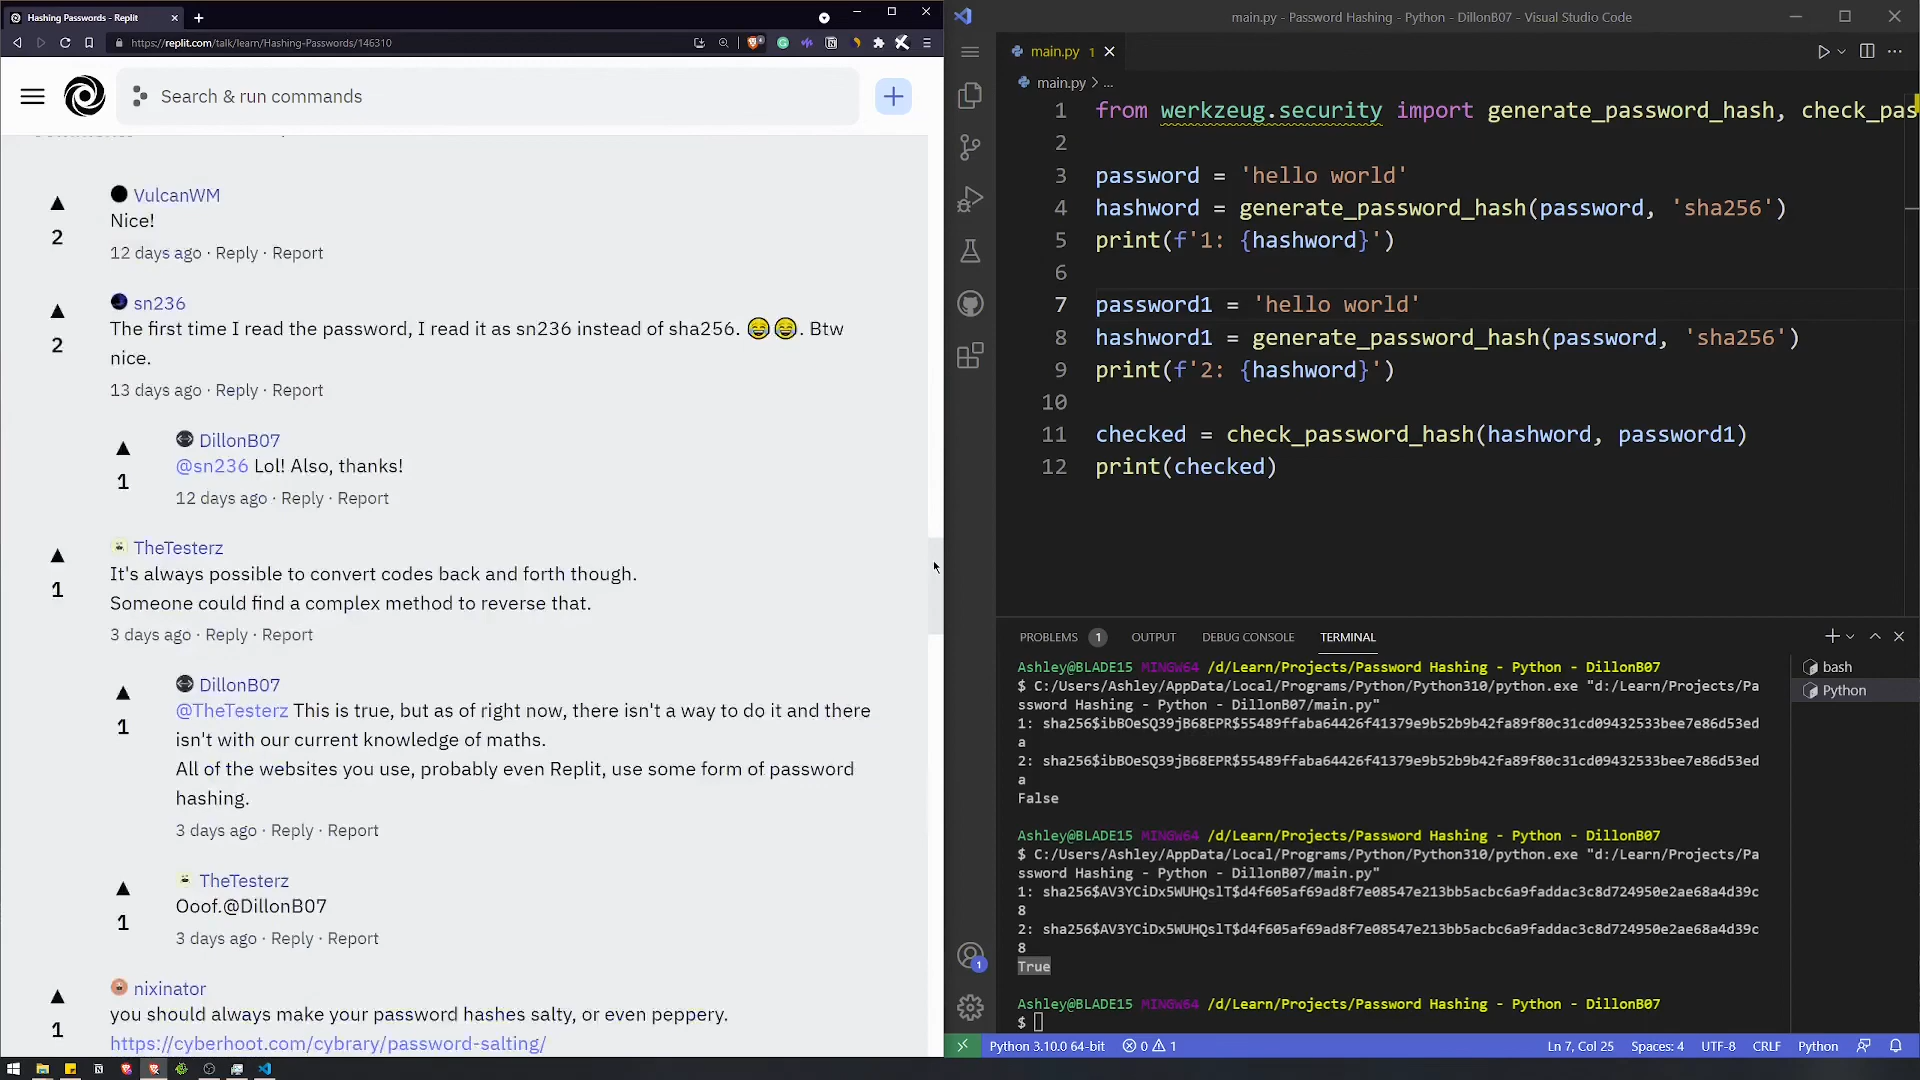 Hashing Passwords - Replit
https://replit.com/talk/learn/Hashing-Passwords/146310
Search & run commands
VulcanWM
Nice!
2
12 days ago · Reply · Report
sn236
The first time I read the password, I read it as sn236 instead of sha256. 😄😄. Btw
nice.
2
13 days ago · Reply · Report
DillonB07
@sn236 Lol! Also, thanks!
1
12 days ago · Reply · Report
TheTesterz
It's always possible to convert codes back and forth though.
1
Someone could find a complex method to reverse that.
3 days ago · Reply · Report
DillonB07
@TheTesterz This is true, but as of right now, there isn't a way to do it and there
1
isn't with our current knowledge of maths.
All of the websites you use, probably even Replit, use some form of password
hashing.
3 days ago · Reply · Report
TheTesterz
Ooof.@DillonB07
1
3 days ago · Reply · Report
nixinator
you should always make your password hashes salty, or even peppery.
1
https://cyberhoot.com/cybrary/password-salting/
main.py - Password Hashing - Python - DillonB07 - Visual Studio Code
main.py 1
main.py > ...
1 from werkzeug.security import generate_password_hash, check_pas
2
3 password = 'hello world'
4 hashword = generate_password_hash(password, 'sha256')
5 print(f'1: {hashword}')
6
7 password1 = 'hello world'
8 hashword1 = generate_password_hash(password, 'sha256')
9 print(f'2: {hashword}')
10
11 checked = check_password_hash(hashword, password1)
12 print(checked)
PROBLEMS 1 OUTPUT DEBUG CONSOLE TERMINAL
Ashley@BLADE15 MINGW64 /d/Learn/Projects/Password Hashing - Python - DillonB07
$ C:/Users/Ashley/AppData/Local/Programs/Python/Python310/python.exe "d:/Learn/Projects/Pa
ssword Hashing - Python - DillonB07/main.py"
1: sha256$ibBOeSQ39jB68EPR$55489ffaba64426f41379e9b52b9b42fa89f80c31cd09432533bee7e86d53ed
a
2: sha256$ibBOeSQ39jB68EPR$55489ffaba64426f41379e9b52b9b42fa89f80c31cd09432533bee7e86d53ed
a
False
Ashley@BLADE15 MINGW64 /d/Learn/Projects/Password Hashing - Python - DillonB07
$ C:/Users/Ashley/AppData/Local/Programs/Python/Python310/python.exe "d:/Learn/Projects/Pa
ssword Hashing - Python - DillonB07/main.py"
1: sha256$AV3YCiDx5WUHQslT$d4f605af69ad8f7e08547e213bb5acbc6a9faddac3c8d724950e2ae68a4d39c
8
2: sha256$AV3YCiDx5WUHQslT$d4f605af69ad8f7e08547e213bb5acbc6a9faddac3c8d724950e2ae68a4d39c
8
True
Ashley@BLADE15 MINGW64 /d/Learn/Projects/Password Hashing - Python - DillonB07
$
bash
Python
1
Python 3.10.0 64-bit 0 1 Ln 7, Col 25 Spaces: 4 UTF-8 CRLF Python